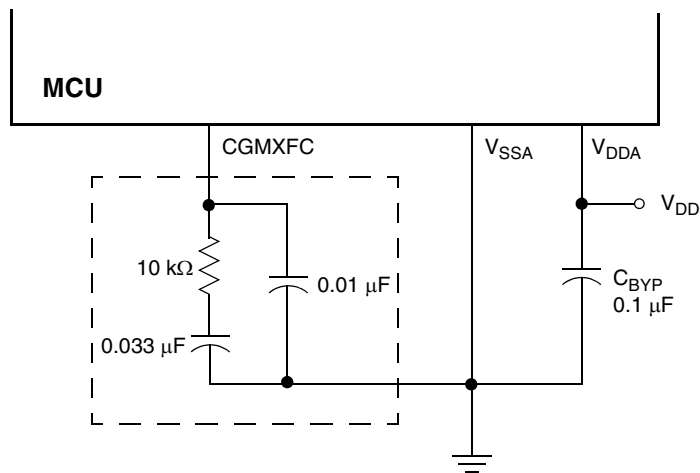 MCU
CGMXFC
V_SSA
V_DDA
V_DD
10 kΩ
0.01 μF
C_BYP
0.1 μF
0.033 μF